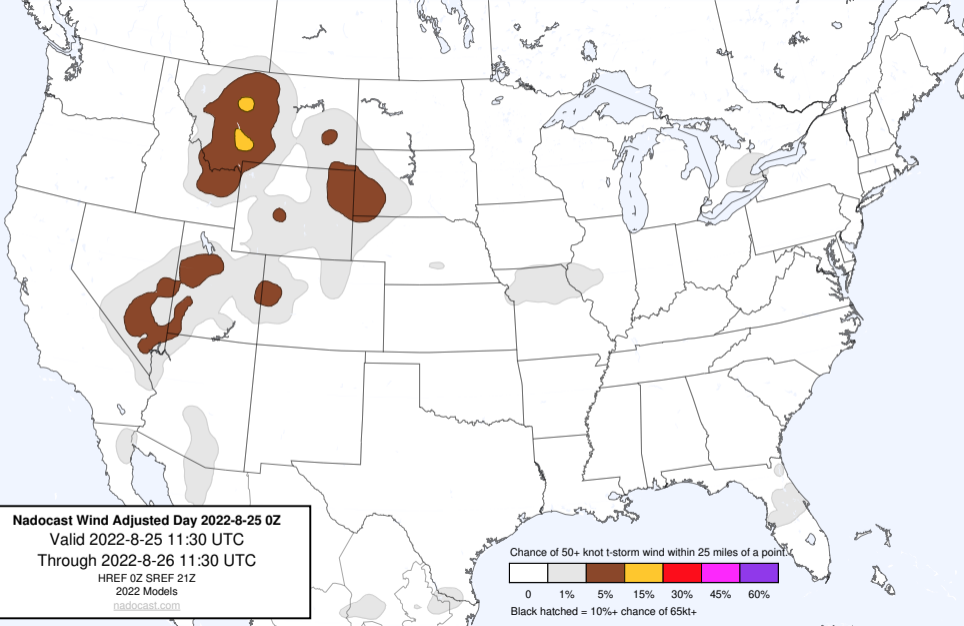 Nadocast Wind Adjusted Day 2022-8-25 0Z
Valid 2022-8-25 11:30 UTC
Through 2022-8-26 11:30 UTC
HREF 0Z SREF 21Z
2022 Models
nadocast.com
Chance of 50+ knot t-storm wind within 25 miles of a point.
0 1% 5% 15% 30% 45% 60%
Black hatched = 10%+ chance of 65kt+